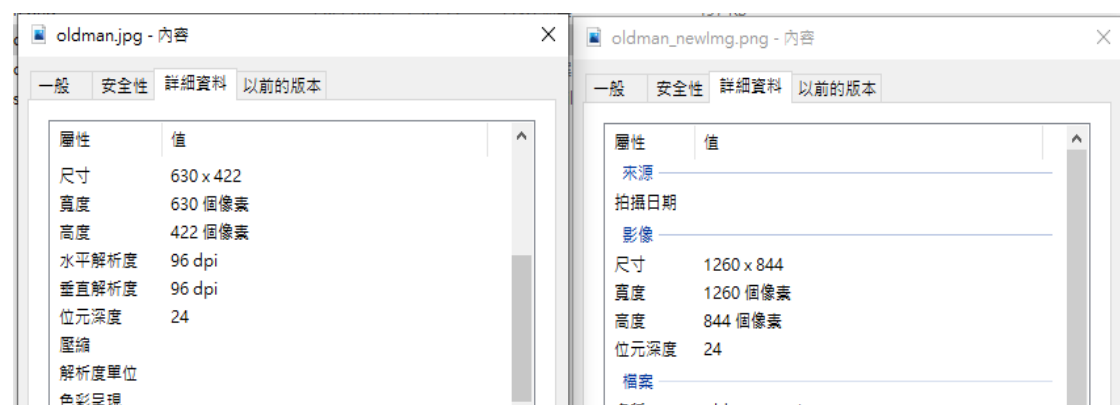 oldman.jpg - 內容
一般 安全性 詳細資料 以前的版本
屬性 值
尺寸 630 x 422
寬度 630 個像素
高度 422 個像素
水平解析度 96 dpi
垂直解析度 96 dpi
位元深度 24
壓縮
解析度單位
色彩呈現
oldman_newImg.png - 內容
一般 安全性 詳細資料 以前的版本
屬性 值
來源
拍攝日期
影像
尺寸 1260 x 844
寬度 1260 個像素
高度 844 個像素
位元深度 24
檔案